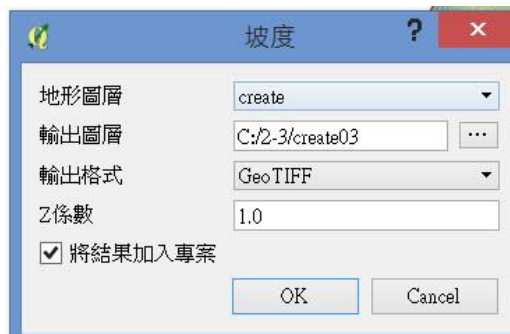 坡度
?
×
地形圖層
create
輸出圖層
C:/2-3/create03
...
輸出格式
GeoTIFF
Z係數
1.0
將結果加入專案
OK
Cancel